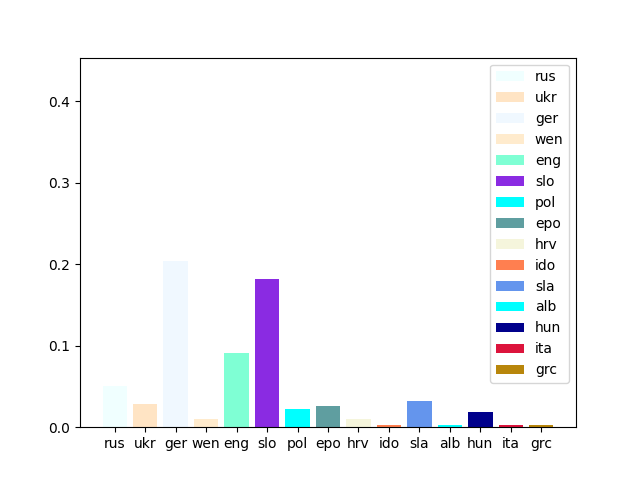 0.4
0.3
0.2
0.1
0.0
rus ukr ger wen eng slo pol epo hrv ido sla alb hun ita grc
rus
ukr
ger
wen
eng
slo
pol
epo
hrv
ido
sla
alb
hun
ita
grc